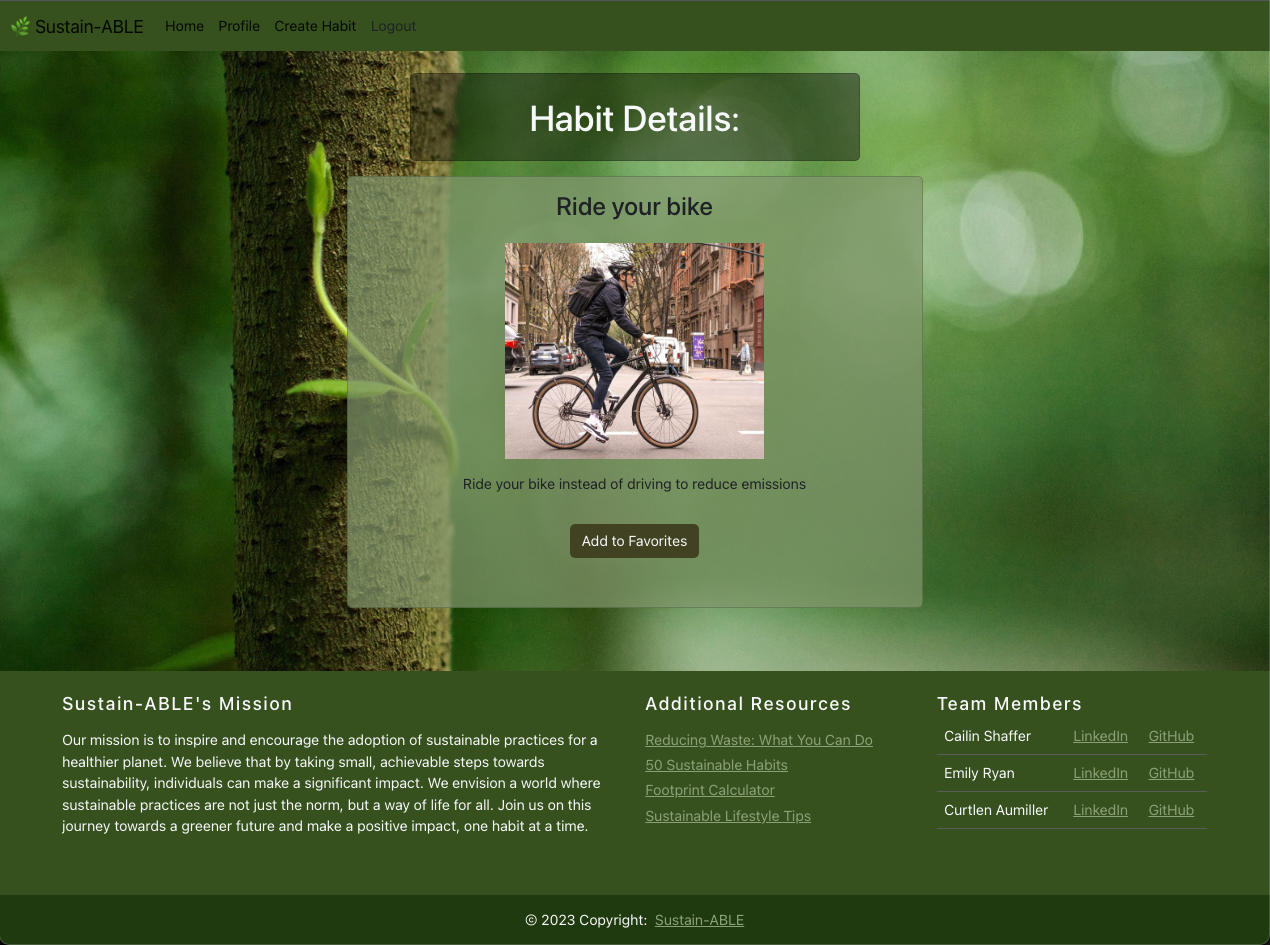 Sustain-ABLE Home Profile Create Habit Logout
Habit Details:
Ride your bike
Ride your bike instead of driving to reduce emissions
Add to Favorites
Sustain-ABLE's Mission
Our mission is to inspire and encourage the adoption of sustainable practices for a
healthier planet. We believe that by taking small, achievable steps towards
sustainability, individuals can make a significant impact. We envision a world where
sustainable practices are not just the norm, but a way of life for all. Join us on this
journey towards a greener future and make a positive impact, one habit at a time.
Additional Resources
Reducing Waste: What You Can Do
50 Sustainable Habits
Footprint Calculator
Sustainable Lifestyle Tips
Team Members
Cailin Shaffer LinkedIn GitHub
Emily Ryan LinkedIn GitHub
Curtlen Aumiller LinkedIn GitHub
© 2023 Copyright: Sustain-ABLE